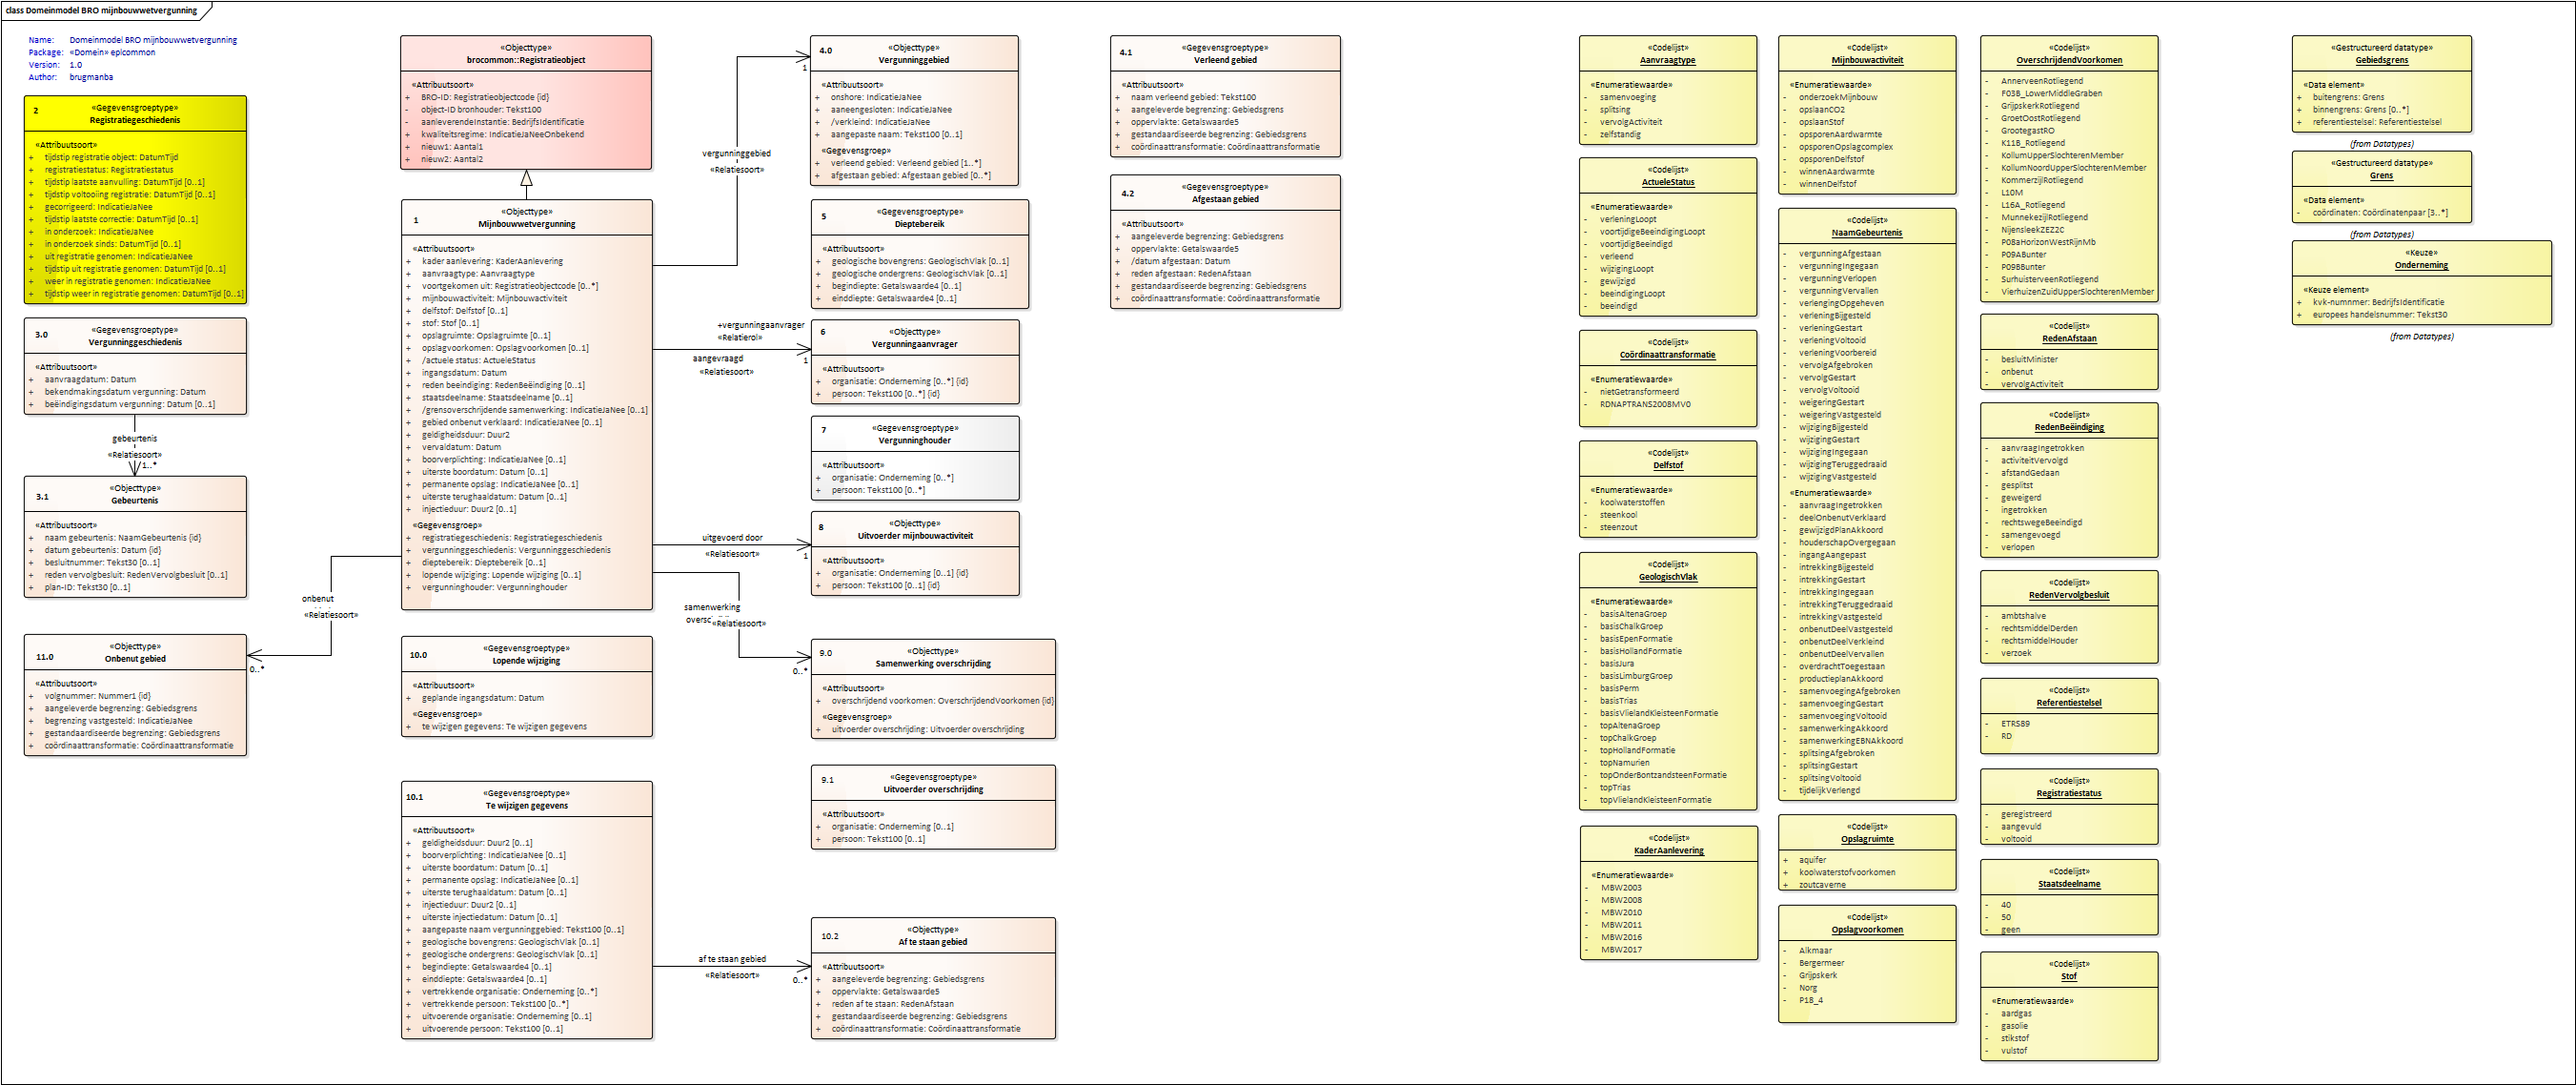 class Domeinmodel BRO mijnbouwwetvergunning
Name: Domeinmodel BRO mijnbouwwetvergunning
Package: «Domein» eplcommon
Version: 1.0
Author: brugmanba
2
«Gegevensgroeptype»
Registratiegeschiedenis
«Attribuutsoort»
+ tijdstip registratie object: DatumTijd
+ registratiestatus: Registratiestatus
+ tijdstip laatste aanvulling: DatumTijd [0..1]
+ tijdstip voltooiing registratie: DatumTijd [0..1]
+ gecorrigeerd: IndicatieJaNee
+ tijdstip laatste correctie: DatumTijd [0..1]
+ in onderzoek: IndicatieJaNee
+ in onderzoek sinds: DatumTijd [0..1]
+ uit registratie genomen: IndicatieJaNee
+ tijdstip uit registratie genomen: DatumTijd [0..1]
+ weer in registratie genomen: IndicatieJaNee
+ tijdstip weer in registratie genomen: DatumTijd [0..1]
3.0
«Gegevensgroeptype»
Vergunninggeschiedenis
«Attribuutsoort»
+ aanvraagdatum: Datum
+ bekendmakingsdatum vergunning: Datum
+ beëindigingsdatum vergunning: Datum [0..1]
gebeurtenis
«Relatiesoort»
1..*
3.1
«Objecttype»
Gebeurtenis
«Attribuutsoort»
+ naam gebeurtenis: NaamGebeurtenis {id}
+ datum gebeurtenis: Datum {id}
+ besluitnummer: Tekst30 [0..1]
+ reden vervolgbesluit: RedenVervolgbesluit [0..1]
+ plan-ID: Tekst30 [0..1]
11.0
«Objecttype»
Onbenut gebied
«Attribuutsoort»
+ volgnummer: Nummer1 {id}
+ aangeleverde begrenzing: Gebiedsgrens
+ begrenzing vastgesteld: IndicatieJaNee
+ gestandaardiseerde begrenzing: Gebiedsgrens
+ coördinaattransformatie: Coördinaattransformatie
onbenut
«Relatiesoort»
0..*
«Objecttype»
brocommon::Registratieobject
«Attribuutsoort»
+ BRO-ID: Registratieobjectcode {id}
- object-ID bronhouder: Tekst100
- aanleverendeInstantie: BedrijfsIdentificatie
+ kwaliteitsregime: IndicatieJaNeeOnbekend
+ nieuw1: Aantal1
+ nieuw2: Aantal2
1
«Objecttype»
Mijnbouwwetvergunning
«Attribuutsoort»
+ kader aanlevering: KaderAanlevering
+ aanvraagtype: Aanvraagtype
+ voortgekomen uit: Registratieobjectcode [0..*]
+ mijnbouwactiviteit: Mijnbouwactiviteit
+ delfstof: Delfstof [0..1]
+ stof: Stof [0..1]
+ opslagruimte: Opslagruimte [0..1]
+ opslagvoorkomen: Opslagvoorkomen [0..1]
+ /actuele status: ActueleStatus
+ ingangsdatum: Datum
+ reden beeindiging: RedenBeëindiging [0..1]
+ staatsdeelname: Staatsdeelname [0..1]
+ /grensoverschrijdende samenwerking: IndicatieJaNee [0..1]
+ gebied onbenut verklaard: IndicatieJaNee [0..1]
+ geldigheidsduur: Duur2
+ vervaldatum: Datum
+ boorverplichting: IndicatieJaNee [0..1]
+ uiterste boordatum: Datum [0..1]
+ permanente opslag: IndicatieJaNee [0..1]
+ uiterste terughaaldatum: Datum [0..1]
+ injectieduur: Duur2 [0..1]
«Gegevensgroep»
+ registratiegeschiedenis: Registratiegeschiedenis
+ vergunninggeschiedenis: Vergunninggeschiedenis
+ dieptebereik: Dieptebereik [0..1]
+ lopende wijziging: Lopende wijziging [0..1]
+ vergunninghouder: Vergunninghouder
10.0
«Gegevensgroeptype»
Lopende wijziging
«Attribuutsoort»
+ geplande ingangsdatum: Datum
«Gegevensgroep»
+ te wijzigen gegevens: Te wijzigen gegevens
10.1
«Gegevensgroeptype»
Te wijzigen gegevens
«Attribuutsoort»
+ geldigheidsduur: Duur2 [0..1]
+ boorverplichting: IndicatieJaNee [0..1]
+ uiterste boordatum: Datum [0..1]
+ permanente opslag: IndicatieJaNee [0..1]
+ uiterste terughaaldatum: Datum [0..1]
+ injectieduur: Duur2 [0..1]
+ uiterste injectiedatum: Datum [0..1]
+ aangepaste naam vergunninggebied: Tekst100 [0..1]
+ geologische bovengrens: GeologischVlak [0..1]
+ geologische ondergrens: GeologischVlak [0..1]
+ begindiepte: Getalswaarde4 [0..1]
+ einddiepte: Getalswaarde4 [0..1]
+ vertrekkende organisatie: Onderneming [0..*]
+ vertrekkende persoon: Tekst100 [0..*]
+ uitvoerende organisatie: Onderneming [0..1]
+ uitvoerende persoon: Tekst100 [0..1]
vergunninggebied
«Relatiesoort»
1
+vergunningaanvrager
«Relatierol»
aangevraagd
«Relatiesoort»
1
uitgevoerd door
«Relatiesoort»
1
samenwerking
«Relatiesoort»
0..*
af te staan gebied
«Relatiesoort»
0..*
4.0
«Objecttype»
Vergunninggebied
«Attribuutsoort»
+ onshore: IndicatieJaNee
+ aaneengesloten: IndicatieJaNee
+ /verkleind: IndicatieJaNee
+ aangepaste naam: Tekst100 [0..1]
«Gegevensgroep»
+ verleend gebied: Verleend gebied [1..*]
+ afgestaan gebied: Afgestaan gebied [0..*]
5
«Gegevensgroeptype»
Dieptebereik
«Attribuutsoort»
+ geologische bovengrens: GeologischVlak [0..1]
+ geologische ondergrens: GeologischVlak [0..1]
+ begindiepte: Getalswaarde4 [0..1]
+ einddiepte: Getalswaarde4 [0..1]
6
«Objecttype»
Vergunningaanvrager
«Attribuutsoort»
+ organisatie: Onderneming [0..*] {id}
+ persoon: Tekst100 [0..*] {id}
7
«Gegevensgroeptype»
Vergunninghouder
«Attribuutsoort»
+ organisatie: Onderneming [0..*]
+ persoon: Tekst100 [0..*]
8
«Objecttype»
Uitvoerder mijnbouwactiviteit
«Attribuutsoort»
+ organisatie: Onderneming [0..1] {id}
+ persoon: Tekst100 [0..1] {id}
9.0
«Objecttype»
Samenwerking overschrijding
«Attribuutsoort»
+ overschrijdend voorkomen: OverschrijdendVoorkomen {id}
«Gegevensgroep»
+ uitvoerder overschrijding: Uitvoerder overschrijding
9.1
«Gegevensgroeptype»
Uitvoerder overschrijding
«Attribuutsoort»
+ organisatie: Onderneming [0..1]
+ persoon: Tekst100 [0..1]
10.2
«Objecttype»
Af te staan gebied
«Attribuutsoort»
+ aangeleverde begrenzing: Gebiedsgrens
+ oppervlakte: Getalswaarde5
+ reden af te staan: RedenAfstaan
+ gestandaardiseerde begrenzing: Gebiedsgrens
+ coördinaattransformatie: Coördinaattransformatie
4.1
«Gegevensgroeptype»
Verleend gebied
«Attribuutsoort»
+ naam verleend gebied: Tekst100
+ aangeleverde begrenzing: Gebiedsgrens
+ oppervlakte: Getalswaarde5
+ gestandaardiseerde begrenzing: Gebiedsgrens
+ coördinaattransformatie: Coördinaattransformatie
4.2
«Gegevensgroeptype»
Afgestaan gebied
«Attribuutsoort»
+ aangeleverde begrenzing: Gebiedsgrens
+ oppervlakte: Getalswaarde5
+ /datum afgestaan: Datum
+ reden afgestaan: RedenAfstaan
+ gestandaardiseerde begrenzing: Gebiedsgrens
+ coördinaattransformatie: Coördinaattransformatie
«Codelijst»
Aanvraagtype
«Enumeratiewaarde»
- samenvoeging
- splitsing
- vervolgActiviteit
- zelfstandig
«Codelijst»
ActueleStatus
«Enumeratiewaarde»
- verleningLoopt
- voortijdigeBeeindigingLoopt
- voortijdigBeeindigd
- verleend
- wijzigingLoopt
- gewijzigd
- beeindigingLoopt
- beeindigd
«Codelijst»
Coördinaattransformatie
«Enumeratiewaarde»
- nietGetransformeerd
- RDNAPTRANS2008MV0
«Codelijst»
Delfstof
«Enumeratiewaarde»
- koolwaterstoffen
- steenkool
- steenzout
«Codelijst»
GeologischVlak
«Enumeratiewaarde»
- basisAltenaGroep
- basisChalkGroep
- basisEpenFormatie
- basisHollandFormatie
- basisJura
- basisLimburgGroep
- basisPerm
- basisTrias
- basisVlielandKleisteenFormatie
- topAltenaGroep
- topChalkGroep
- topHollandFormatie
- topNamurien
- topOnderBontzandsteenFormatie
- topTrias
- topVlielandKleisteenFormatie
«Codelijst»
KaderAanlevering
«Enumeratiewaarde»
- MBW2003
- MBW2008
- MBW2010
- MBW2011
- MBW2016
- MBW2017
«Codelijst»
Mijnbouwactiviteit
«Enumeratiewaarde»
- onderzoekMijnbouw
- opslaanCO2
- opslaanStof
- opsporenAardwarmte
- opsporenOpslagcomplex
- opsporenDelfstof
- winnenAardwarmte
- winnenDelfstof
«Codelijst»
NaamGebeurtenis
- vergunningAfgestaan
- vergunningIngegaan
- vergunningVerlopen
- vergunningVervallen
- verlengingOpgeheven
- verleningBijgesteld
- verleningGestart
- verleningVoltooid
- verleningVoorbereid
- vervolgAfgebroken
- vervolgGestart
- vervolgVoltooid
- weigeringGestart
- weigeringVastgesteld
- wijzigingBijgesteld
- wijzigingGestart
- wijzigingIngegaan
- wijzigingTeruggedraaid
- wijzigingVastgesteld
«Enumeratiewaarde»
- aanvraagIngetrokken
- deelOnbenutVerklaard
- gewijzigdPlanAkkoord
- houderschapOvergegaan
- ingangAangepast
- intrekkingBijgesteld
- intrekkingGestart
- intrekkingIngegaan
- intrekkingTeruggedraaid
- intrekkingVastgesteld
- onbenutDeelVastgesteld
- onbenutDeelVerkleind
- onbenutDeelVervallen
- overdrachtToegestaan
- productieplanAkkoord
- samenvoegingAfgebroken
- samenvoegingGestart
- samenvoegingVoltooid
- samenwerkingAkkoord
- samenwerkingEBNAkkoord
- splitsingAfgebroken
- splitsingGestart
- splitsingVoltooid
- tijdelijkVerlengd
«Codelijst»
Opslagruimte
+ aquifer
+ koolwaterstofvoorkomen
+ zoutcaverne
«Codelijst»
Opslagvoorkomen
- Alkmaar
- Bergermeer
- Grijpskerk
- Norg
- P18_4
«Codelijst»
OverschrijdendVoorkomen
- AnnerveenRotliegend
- F03B_LowerMiddleGraben
- GrijpskerkRotliegend
- GroetOostRotliegend
- GrootegastRO
- K11B_Rotliegend
- KollumUpperSlochterenMember
- KollumNoordUpperSlochterenMember
- KommerzijlRotliegend
- L10M
- L16A_Rotliegend
- MunnekezijlRotliegend
- NijensleekZEZ2C
- P08aHorizonWestRijnMb
- P09ABunter
- P09BBunter
- SurhuisterveenRotliegend
- VierhuizenZuidUpperSlochterenMember
«Codelijst»
RedenAfstaan
- besluitMinister
- onbenut
- vervolgActiviteit
«Codelijst»
RedenBeëindiging
- aanvraagIngetrokken
- activiteitVervolgd
- afstandGedaan
- gesplitst
- geweigerd
- ingetrokken
- rechtswegeBeeindigd
- samengevoegd
- verlopen
«Codelijst»
RedenVervolgbesluit
- ambtshalve
- rechtsmiddelDerden
- rechtsmiddelHouder
- verzoek
«Codelijst»
Referentiestelsel
- ETRS89
- RD
«Codelijst»
Registratiestatus
- geregistreerd
- aangevuld
- voltooid
«Codelijst»
Staatsdeelname
- 40
- 50
- geen
«Codelijst»
Stof
«Enumeratiewaarde»
- aardgas
- gasolie
- stikstof
- vulstof
«Gestructureerd datatype»
Gebiedsgrens
«Data element»
+ buitengrens: Grens
+ binnengrens: Grens [0..*]
+ referentiestelsel: Referentiestelsel
(from Datatypes)
«Gestructureerd datatype»
Grens
«Data element»
- coördinaten: Coördinatenpaar [3..*]
(from Datatypes)
«Keuze»
Onderneming
«Keuze element»
+ kvk-numnmer: BedrijfsIdentificatie
+ europees handelsnummer: Tekst30
(from Datatypes)